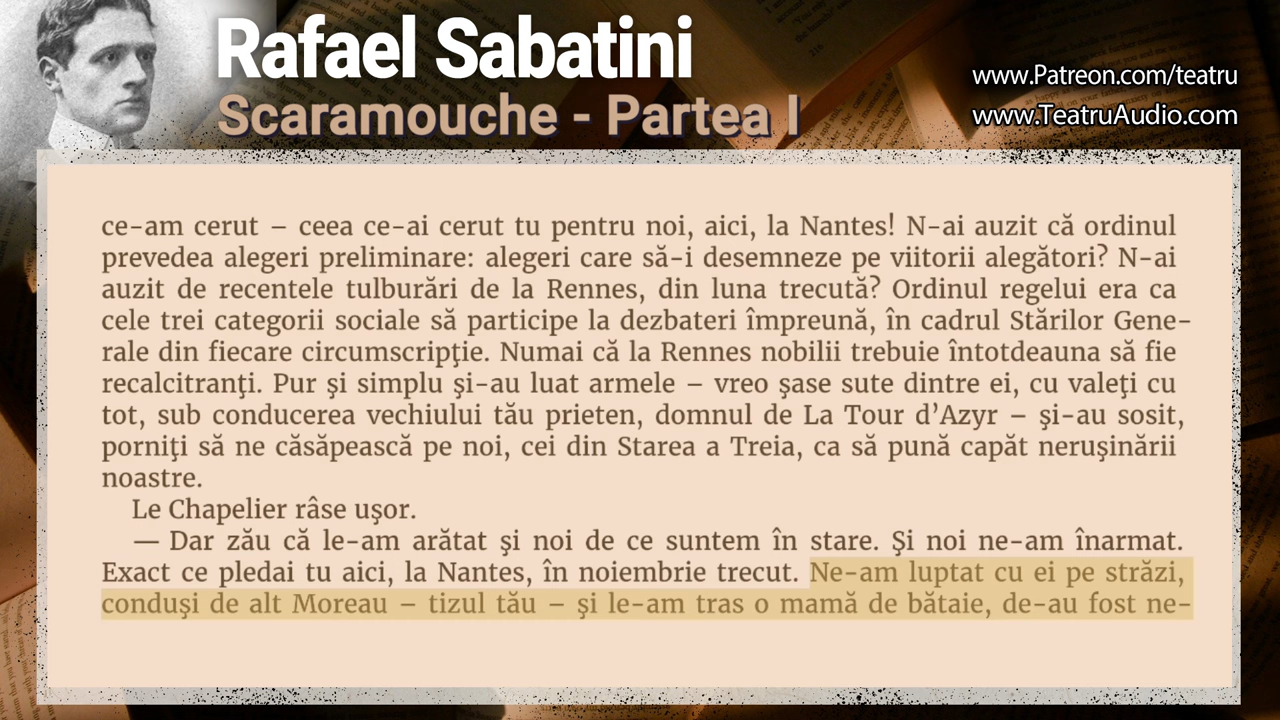 Rafael Sabatini
Scaramouche - Partea I
www.Patreon.com/teatru
www.TeatruAudio.com
ce-am cerut – ceea ce-ai cerut tu pentru noi, aici, la Nantes! N-ai auzit că ordinul
prevedea alegeri preliminare: alegeri care să-i desemneze pe viitorii alegători? N-ai
auzit de recentele tulburări de la Rennes, din luna trecută? Ordinul regelui era ca
cele trei categorii sociale să participe la dezbateri împreună, în cadrul Stărilor Gene-
rale din fiecare circumscripţie. Numai că la Rennes nobilii trebuie întotdeauna să fie
recalcitranţi. Pur şi simplu şi-au luat armele – vreo şase sute dintre ei, cu valeţi cu
tot, sub conducerea vechiului tău prieten, domnul de La Tour d’Azyr – şi-au sosit,
porniţi să ne căsăpească pe noi, cei din Starea a Treia, ca să pună capăt neruşinării
noastre.
Le Chapelier râse uşor.
— Dar zău că le-am arătat şi noi de ce suntem în stare. Şi noi ne-am înarmat.
Exact ce pledai tu aici, la Nantes, în noiembrie trecut. Ne-am luptat cu ei pe străzi,
conduşi de alt Moreau – tizul tău – şi le-am tras o mamă de bătaie, de-au fost ne-